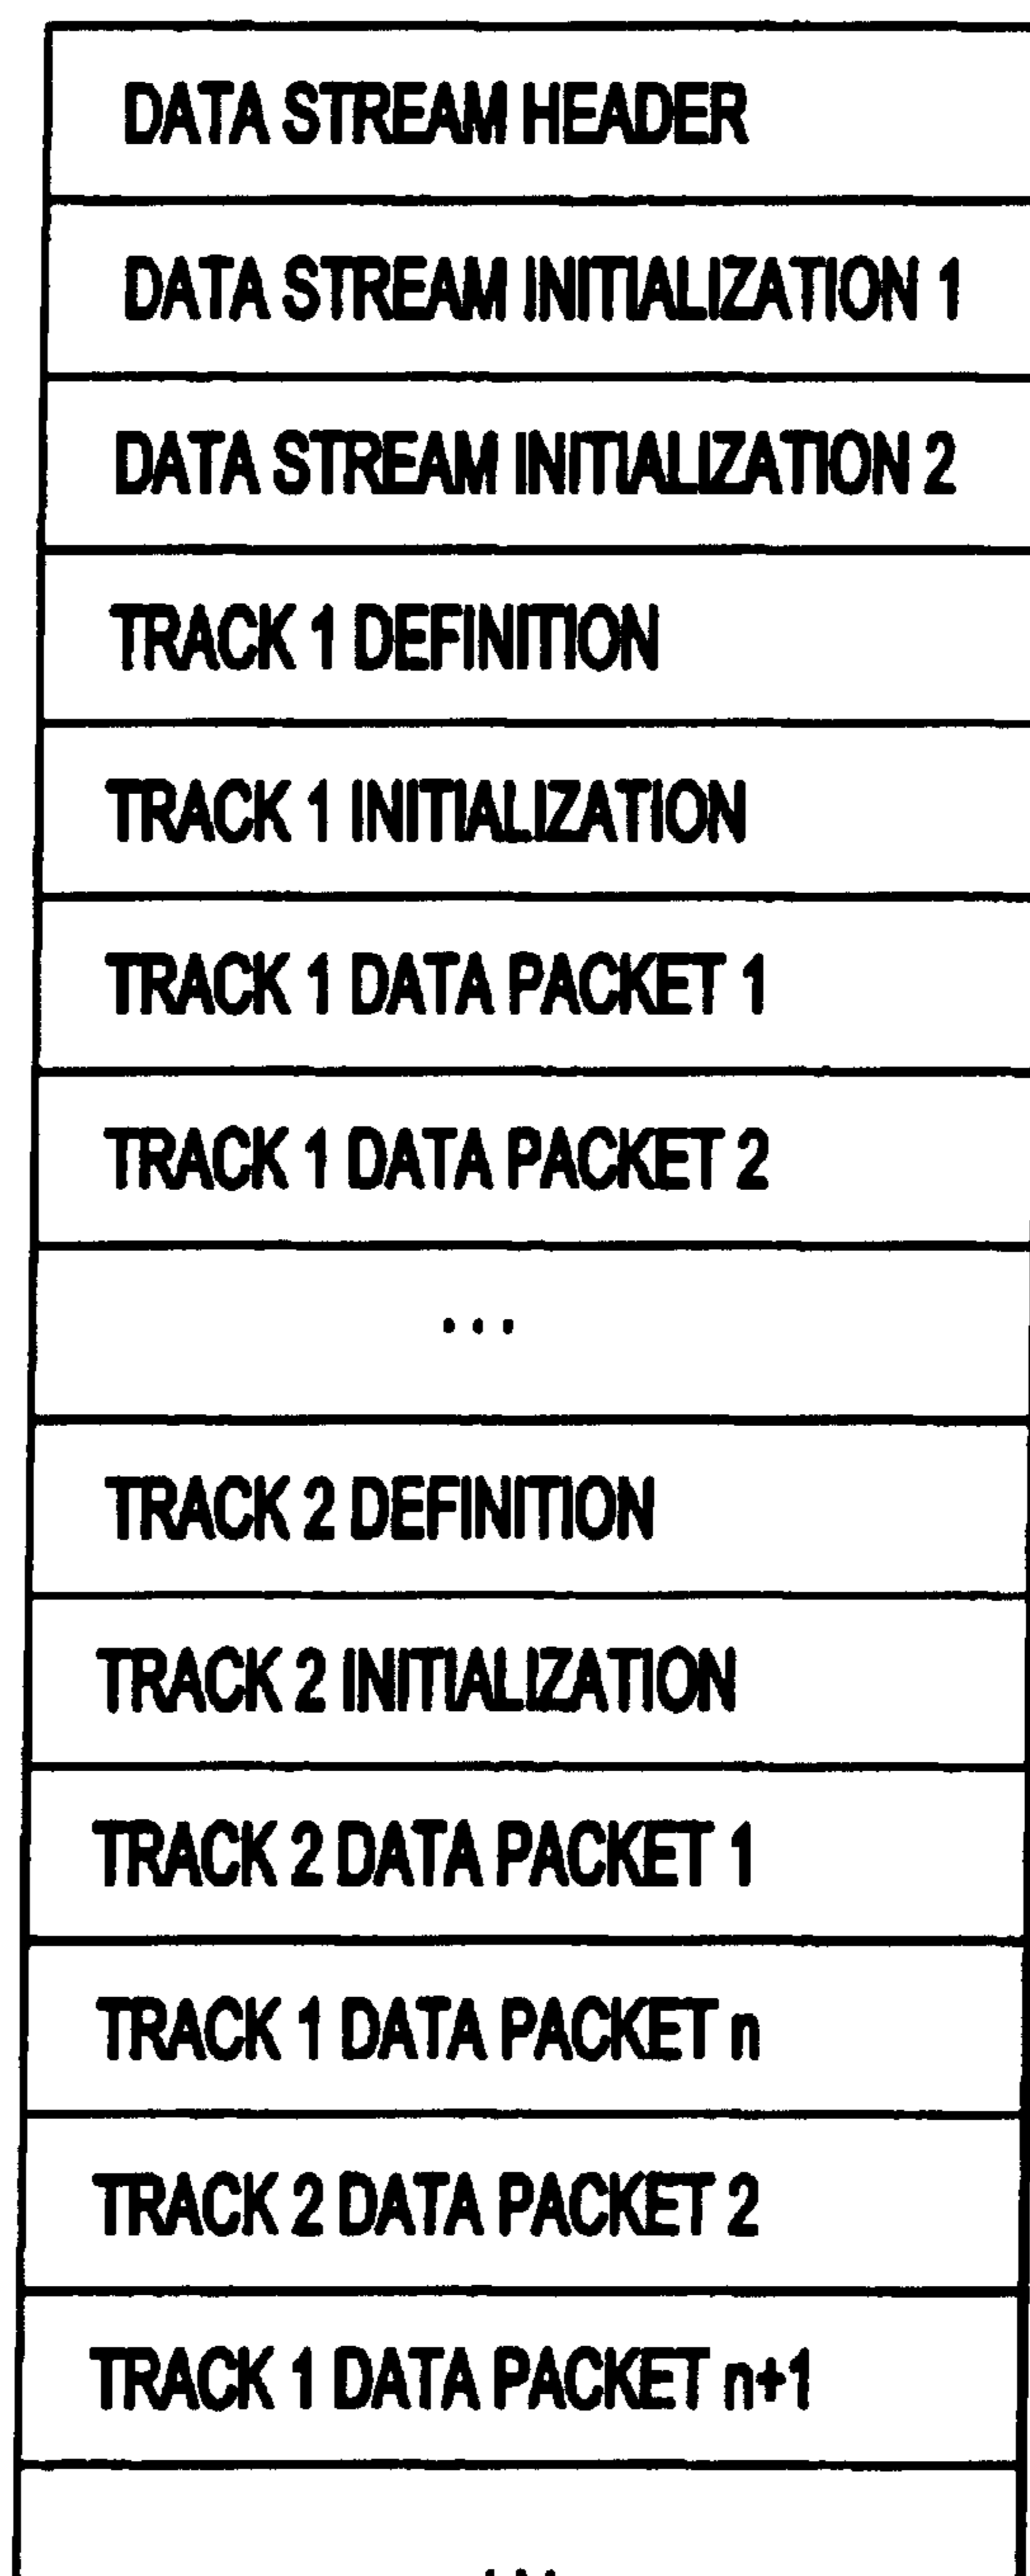 DATA STREAM HEADER
DATA STREAM INITIALIZATION 1
DATA STREAM INITIALIZATION 2
TRACK 1 DEFINITION
TRACK 1 INITIALIZATION
TRACK 1 DATA PACKET 1
TRACK 1 DATA PACKET 2
...
TRACK 2 DEFINITION
TRACK 2 INITIALIZATION
TRACK 2 DATA PACKET 1
TRACK 1 DATA PACKET n
TRACK 2 DATA PACKET 2
TRACK 1 DATA PACKET n+1
...